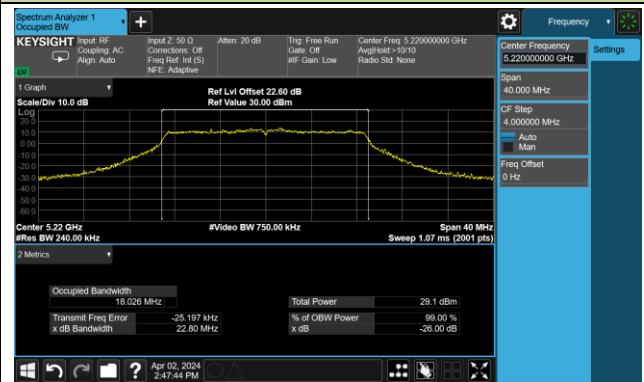 Spectrum Analyzer 1
Occupied BW
+
Frequency
KEYSIGHT
Input: RF
Coupling: AC
Align: Auto
Input Z: 50 Ω
Corrections: Off
Freq Ref: Int (S)
NFE: Adaptive
Atten: 20 dB
Trig: Free Run
Gate: Off
#IF Gain: Low
Center Freq: 5.220000000 GHz
Avg|Hold:>10/10
Radio Std: None
LW
Center Frequency
5.220000000 GHz
Settings
Span
40.000 MHz
CF Step
4.000000 MHz
Auto
Man
Freq Offset
0 Hz
1 Graph
Scale/Div 10.0 dB
Ref Lvl Offset 22.60 dB
Ref Value 30.00 dBm
Log
20.0
10.0
0.00
-10.0
-20.0
-30.0
-40.0
-50.0
-60.0
Center 5.22 GHz
#Res BW 240.00 kHz
#Video BW 750.00 kHz
Span 40 MHz
Sweep 1.07 ms (2001 pts)
2 Metrics
Occupied Bandwidth
18.026 MHz
Total Power 29.1 dBm
Transmit Freq Error -25.197 kHz
% of OBW Power 99.00 %
x dB Bandwidth 22.80 MHz
x dB -26.00 dB
?
Apr 02, 2024
2:47:44 PM